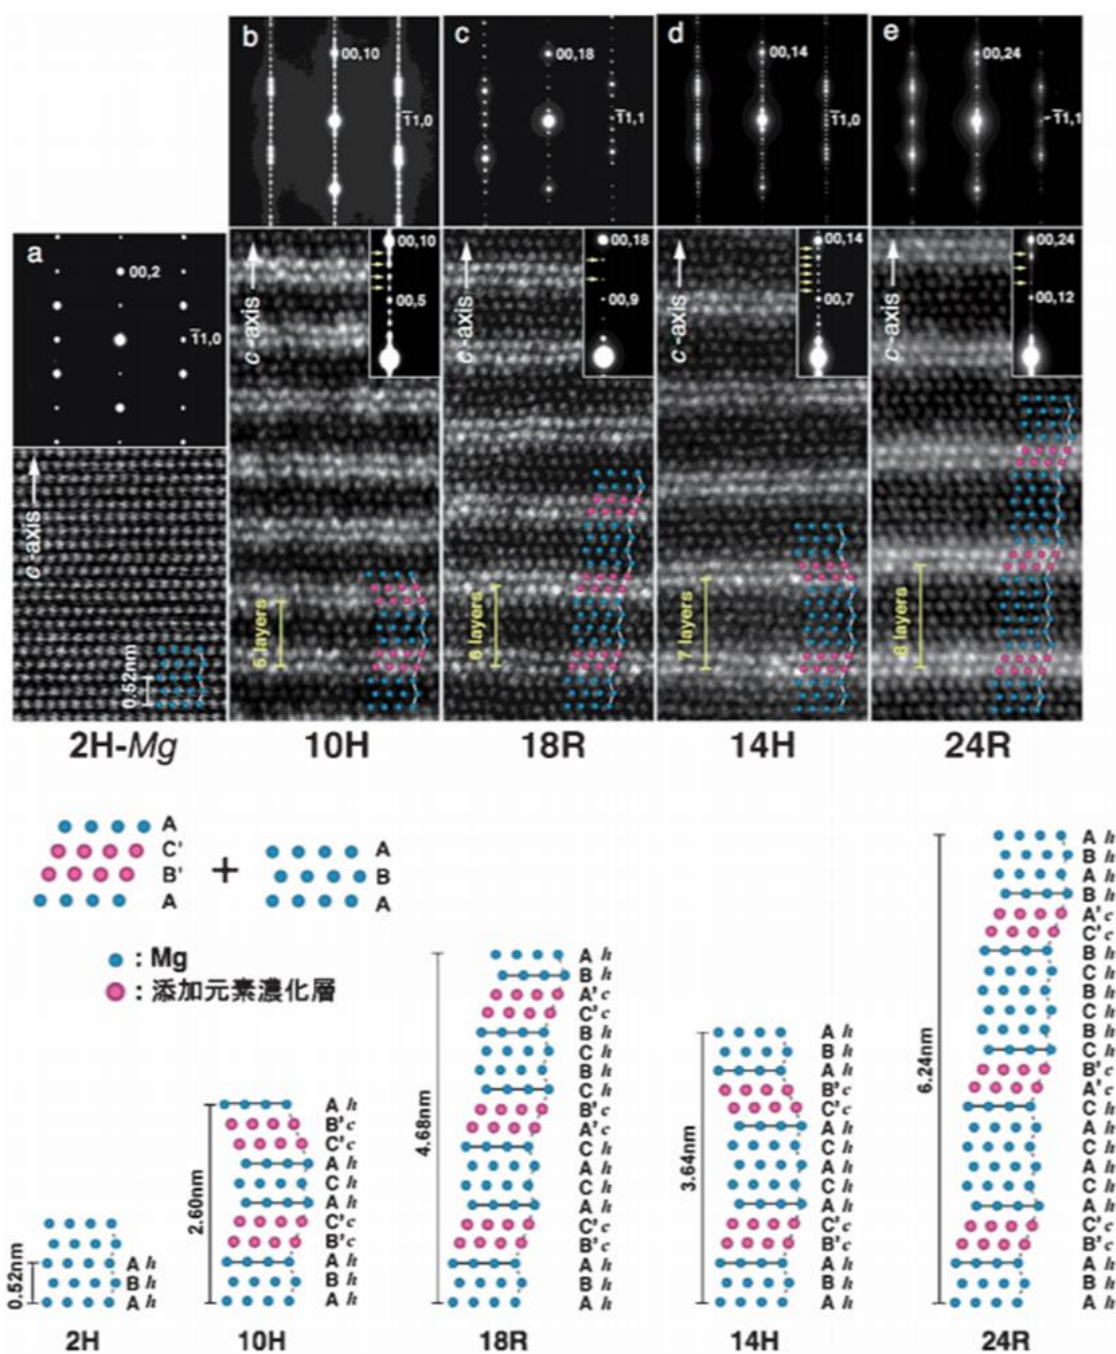 b
00,10
1̅1,0
c
00,18
1̅1,1
d
00,14
1̅1,0
e
00,24
1̅1,1
a
00,2
1̅1,0
c-axis
0.52nm
c-axis
00,10
00,5
5 layers
c-axis
00,18
00,9
6 layers
c-axis
00,14
00,7
7 layers
c-axis
00,24
00,12
8 layers
2H-Mg
10H
18R
14H
24R
A
C'
B'
A
+
A
B
A
: Mg
: 添加元素濃化層
0.52nm
A h
B h
A h
2H
2.60nm
A h
B' c
C' c
A h
C h
A h
C' c
B' c
A h
B h
A h
10H
4.68nm
A h
B h
A' c
C' c
B h
C h
B h
C h
B' c
A' c
C h
A h
C h
A h
C' c
B' c
A h
B h
A h
18R
3.64nm
A h
B h
A h
B' c
C' c
A h
C h
A h
C h
A h
C' c
B' c
A h
B h
A h
14H
6.24nm
A h
B h
A h
B h
A' c
C' c
B h
C h
B h
C h
B h
C h
B' c
A' c
C h
A h
C h
A h
C h
A h
C' c
B' c
A h
B h
A h
24R